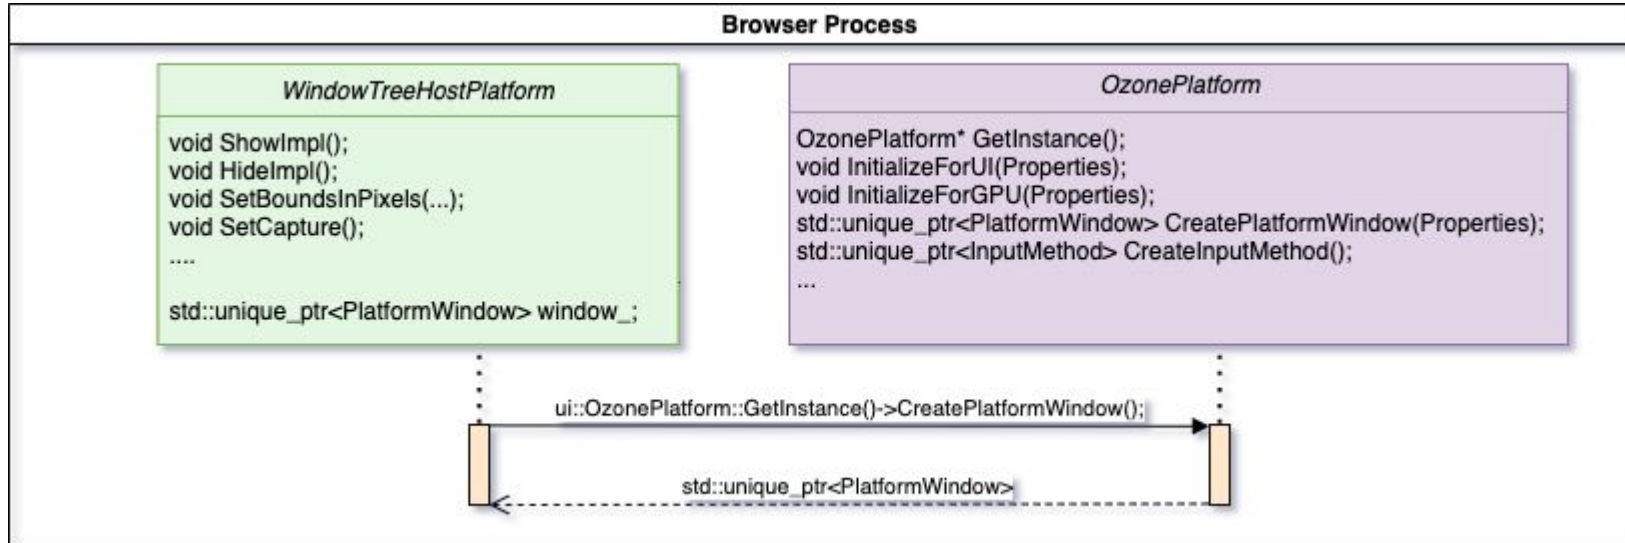 Browser Process
WindowTreeHostPlatform
void ShowImpl();
void HideImpl();
void SetBoundsInPixels(...);
void SetCapture();
....
std::unique_ptr<PlatformWindow> window_;
OzonePlatform
OzonePlatform* GetInstance();
void InitializeForUI(Properties);
void InitializeForGPU(Properties);
std::unique_ptr<PlatformWindow> CreatePlatformWindow(Properties);
std::unique_ptr<InputMethod> CreateInputMethod();
...
ui::OzonePlatform::GetInstance()->CreatePlatformWindow();
std::unique_ptr<PlatformWindow>